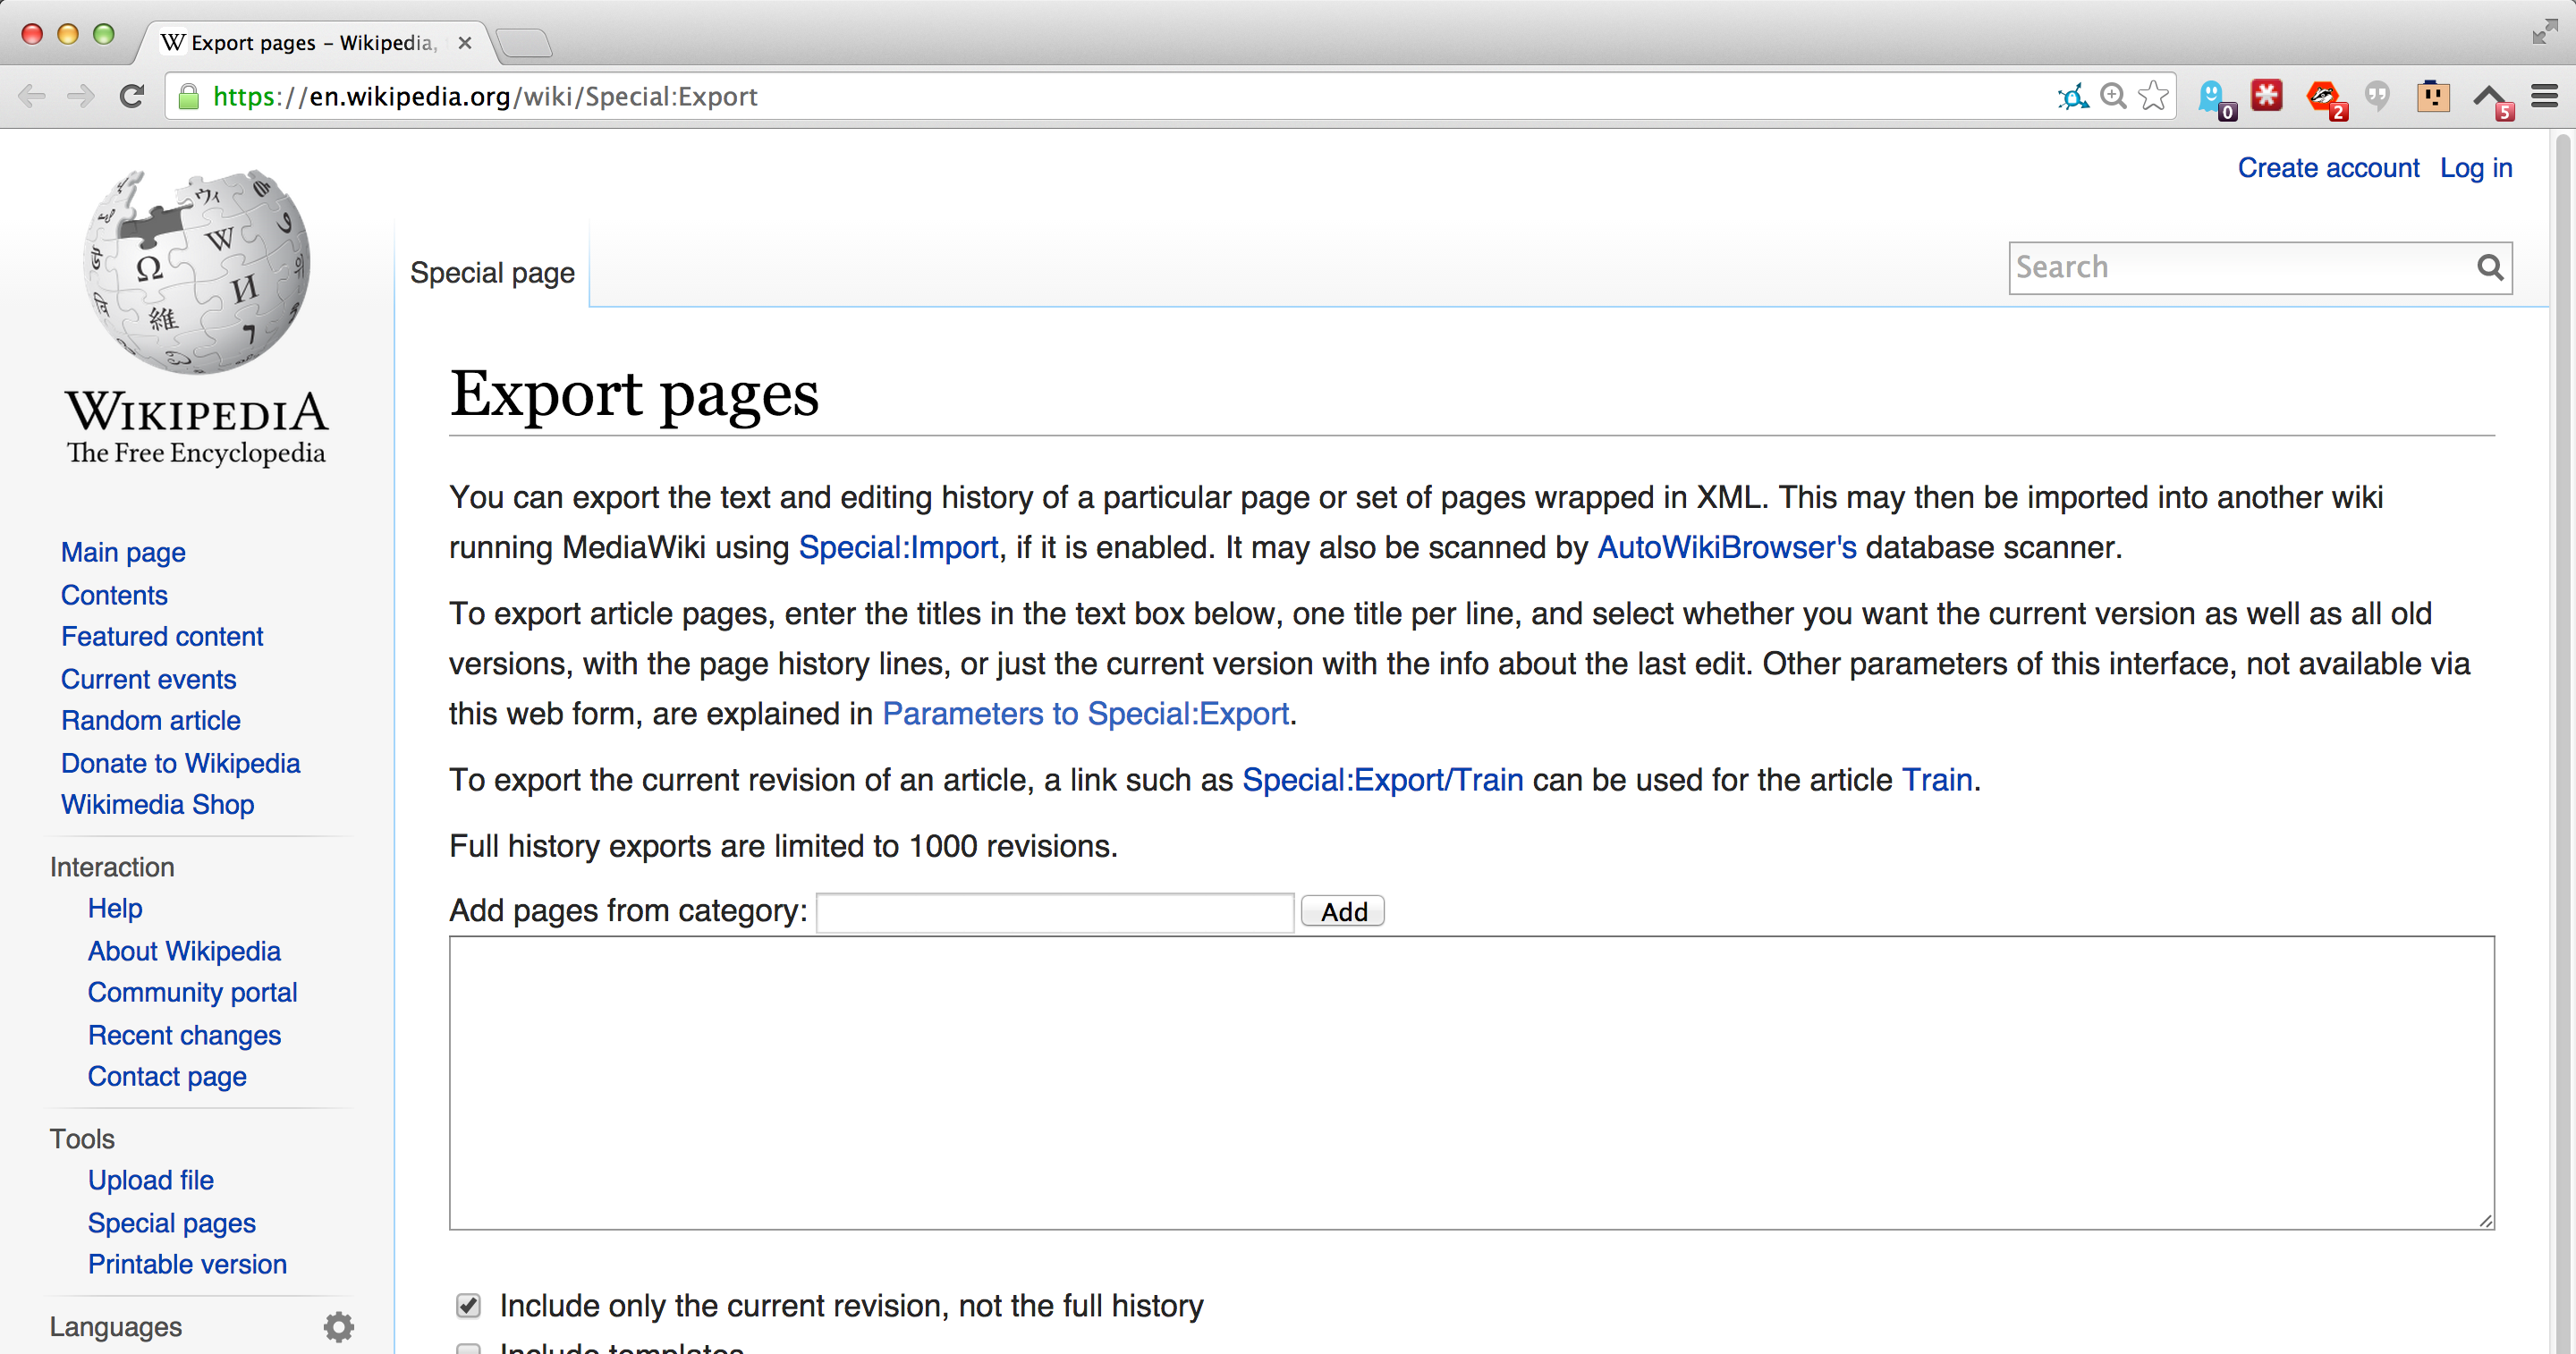 Export pages – Wikipedia,
https://en.wikipedia.org/wiki/Special:Export
0
2
5
Create account Log in
Special page
Search
WIKIPEDIA
The Free Encyclopedia
Main page
Contents
Featured content
Current events
Random article
Donate to Wikipedia
Wikimedia Shop
Interaction
Help
About Wikipedia
Community portal
Recent changes
Contact page
Tools
Upload file
Special pages
Printable version
Languages
Export pages
You can export the text and editing history of a particular page or set of pages wrapped in XML. This may then be imported into another wiki
running MediaWiki using Special:Import, if it is enabled. It may also be scanned by AutoWikiBrowser's database scanner.
To export article pages, enter the titles in the text box below, one title per line, and select whether you want the current version as well as all old
versions, with the page history lines, or just the current version with the info about the last edit. Other parameters of this interface, not available via
this web form, are explained in Parameters to Special:Export.
To export the current revision of an article, a link such as Special:Export/Train can be used for the article Train.
Full history exports are limited to 1000 revisions.
Add pages from category: Add
Include only the current revision, not the full history
Include templates